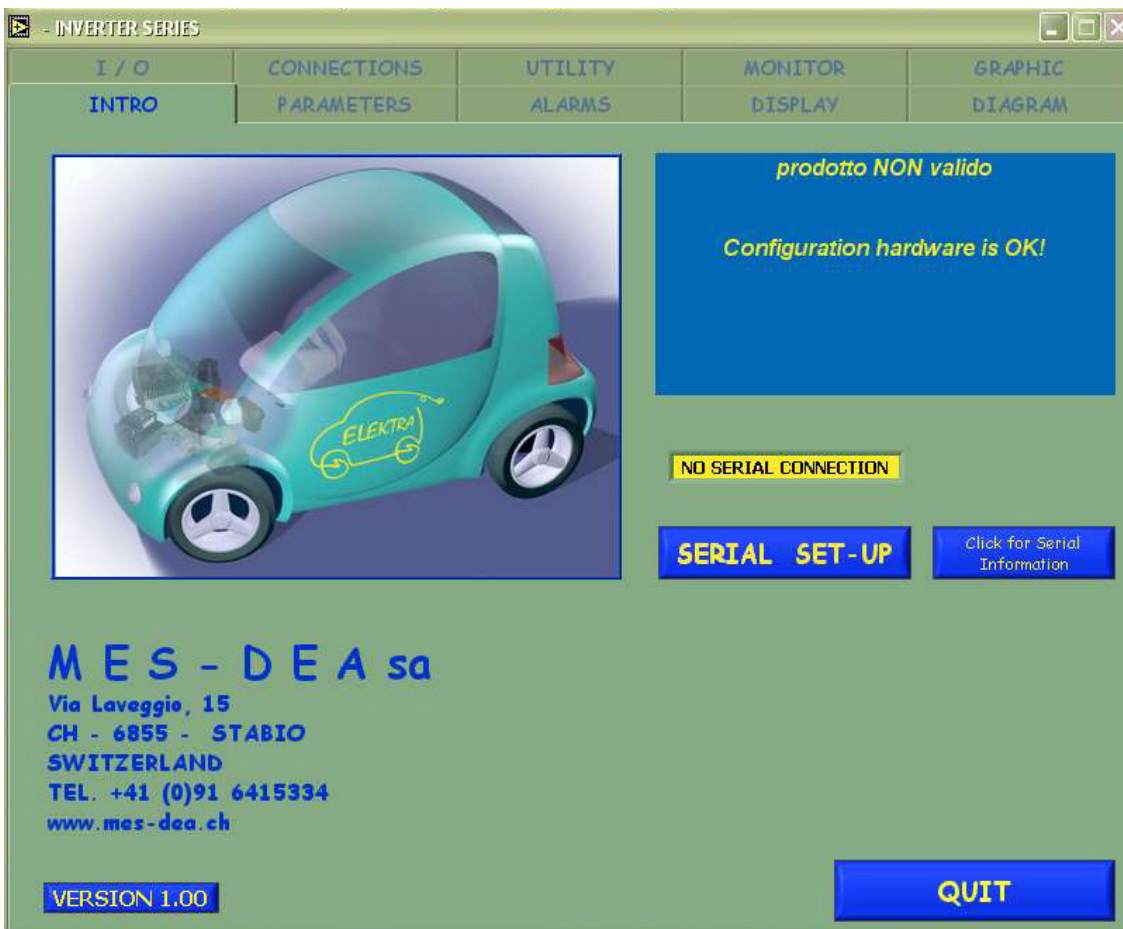 - INVERTER SERIES
I / O CONNECTIONS UTILITY MONITOR GRAPHIC
INTRO PARAMETERS ALARMS DISPLAY DIAGRAM
prodotto NON valido
Configuration hardware is OK!
ELEKTRA
NO SERIAL CONNECTION
SERIAL SET-UP
Click for Serial
Information
M E S - D E A sa
Via Laveggio, 15
CH - 6855 - STABIO
SWITZERLAND
TEL. +41 (0)91 6415334
www.mes-dea.ch
VERSION 1.00
QUIT